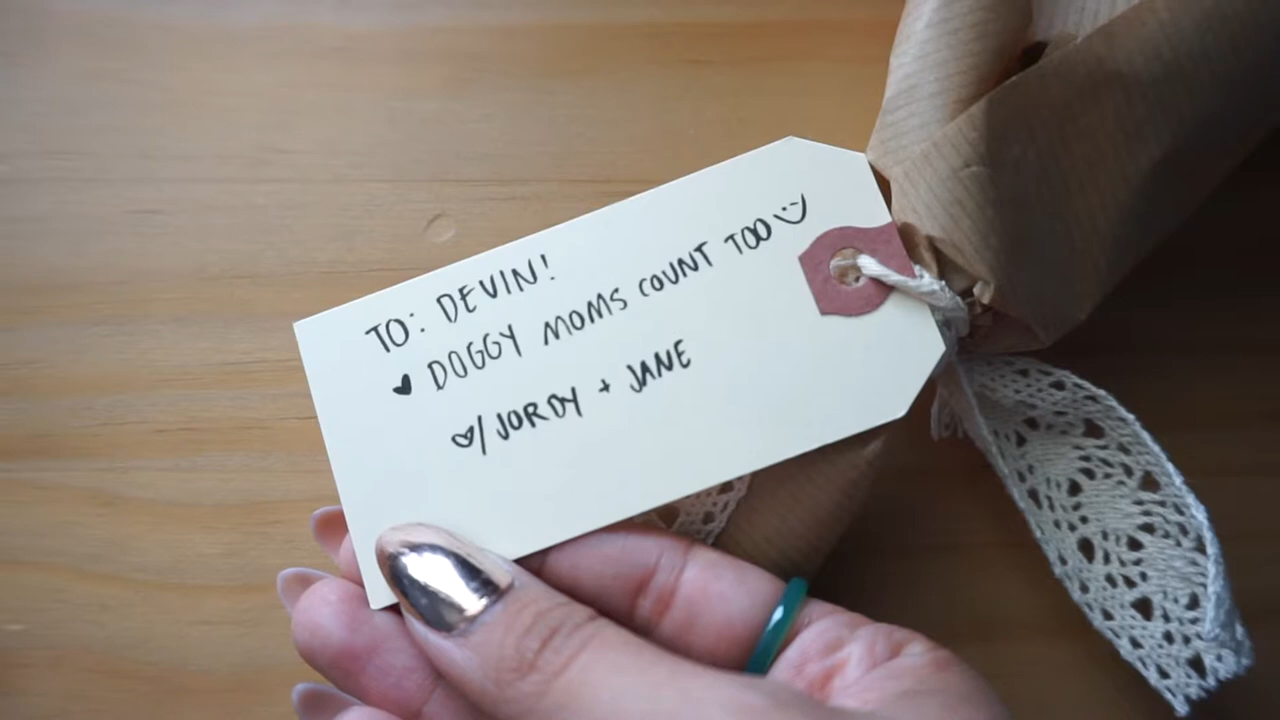 TO: DEVIN!
♥ DOGGY MOMS COUNT TOO :)
♡/JORDY + JANE